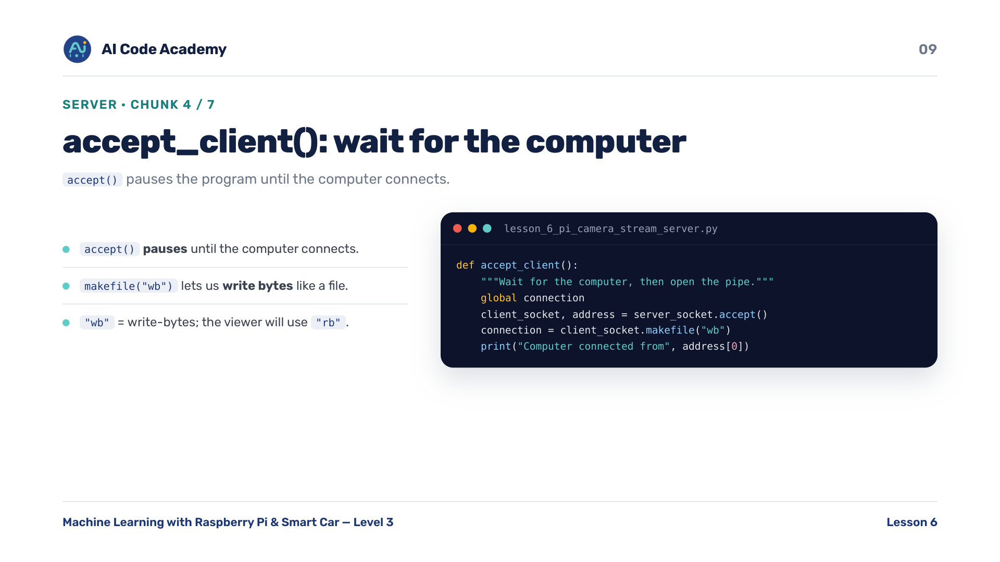 AI Code Academy
09
SERVER • CHUNK 4 / 7
accept_client(): wait for the computer
accept() pauses the program until the computer connects.
accept() pauses until the computer connects.
makefile("wb") lets us write bytes like a file.
"wb" = write-bytes; the viewer will use "rb".
lesson_6_pi_camera_stream_server.py
def accept_client():
    """Wait for the computer, then open the pipe."""
    global connection
    client_socket, address = server_socket.accept()
    connection = client_socket.makefile("wb")
    print("Computer connected from", address[0])
Machine Learning with Raspberry Pi & Smart Car — Level 3
Lesson 6